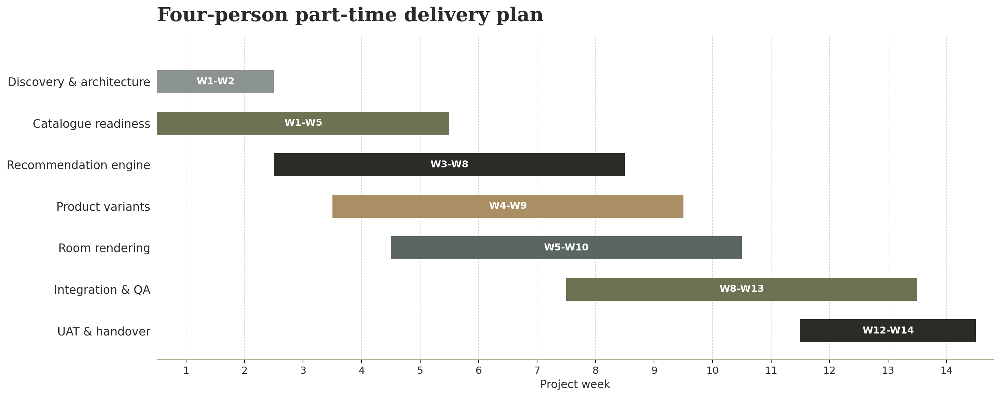 Four-person part-time delivery plan
Discovery & architecture
W1-W2
Catalogue readiness
W1-W5
Recommendation engine
W3-W8
Product variants
W4-W9
Room rendering
W5-W10
Integration & QA
W8-W13
UAT & handover
W12-W14
1 2 3 4 5 6 7 8 9 10 11 12 13 14
Project week